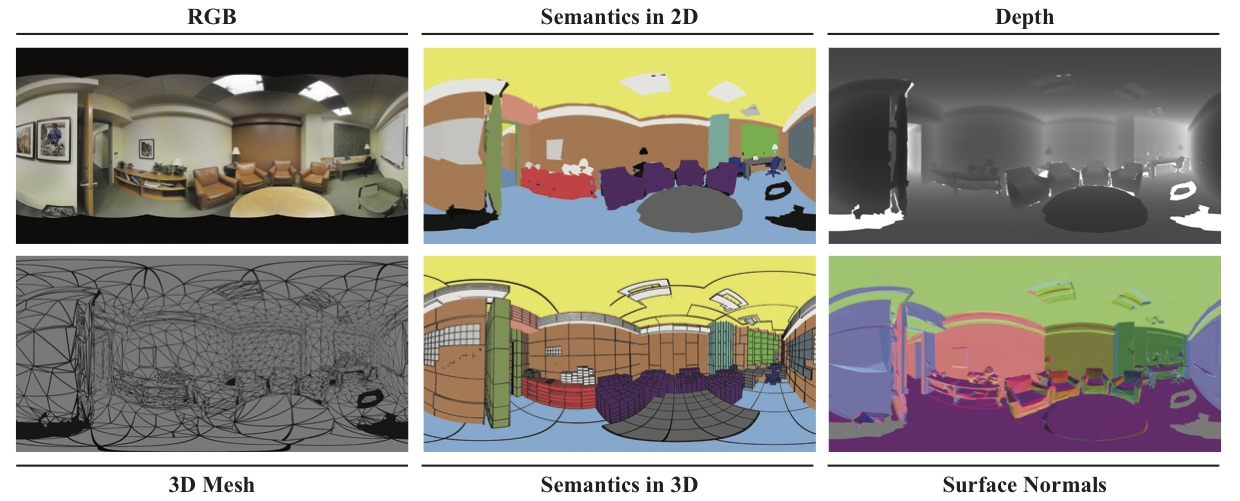 RGB
Semantics in 2D
Depth
3D Mesh
Semantics in 3D
Surface Normals